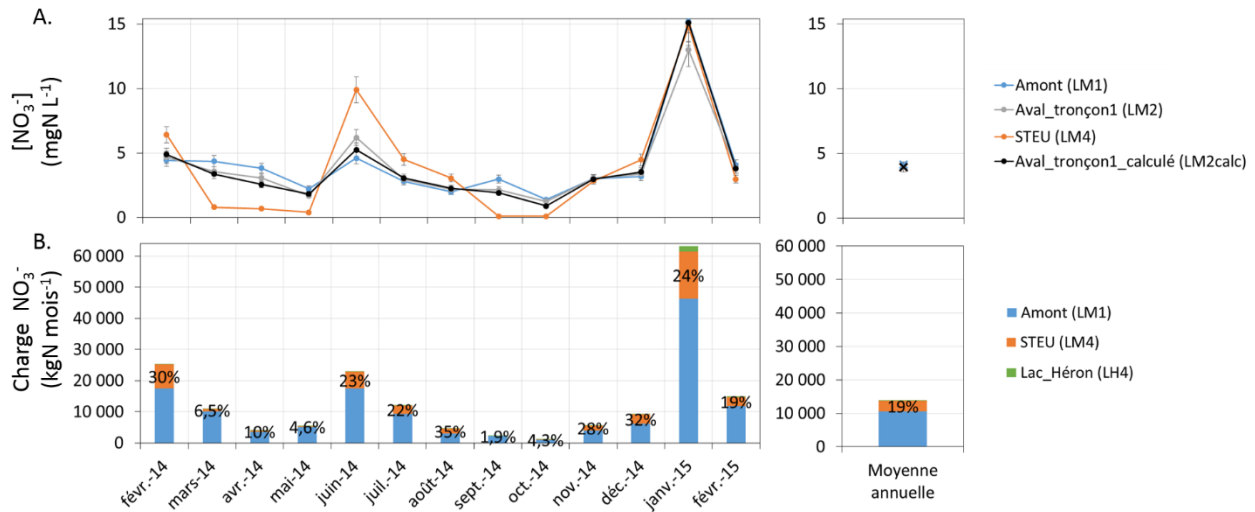 A.
[NO₃⁻]
(mgN L⁻¹)
15
10
5
0
15
10
5
0
Amont (LM1)
Aval_tronçon1 (LM2)
STEU (LM4)
Aval_tronçon1_calculé (LM2calc)
B.
Charge NO₃⁻
(kgN mois⁻¹)
60 000
50 000
40 000
30 000
20 000
10 000
0
30%
6,5%
10%
4,6%
23%
22%
35%
1,9%
4,3%
28%
32%
24%
19%
févr.-14
mars-14
avr.-14
mai-14
juin-14
juil.-14
août-14
sept.-14
oct.-14
nov.-14
déc.-14
janv.-15
févr.-15
60 000
50 000
40 000
30 000
20 000
10 000
0
19%
Moyenne
annuelle
Amont (LM1)
STEU (LM4)
Lac_Héron (LH4)